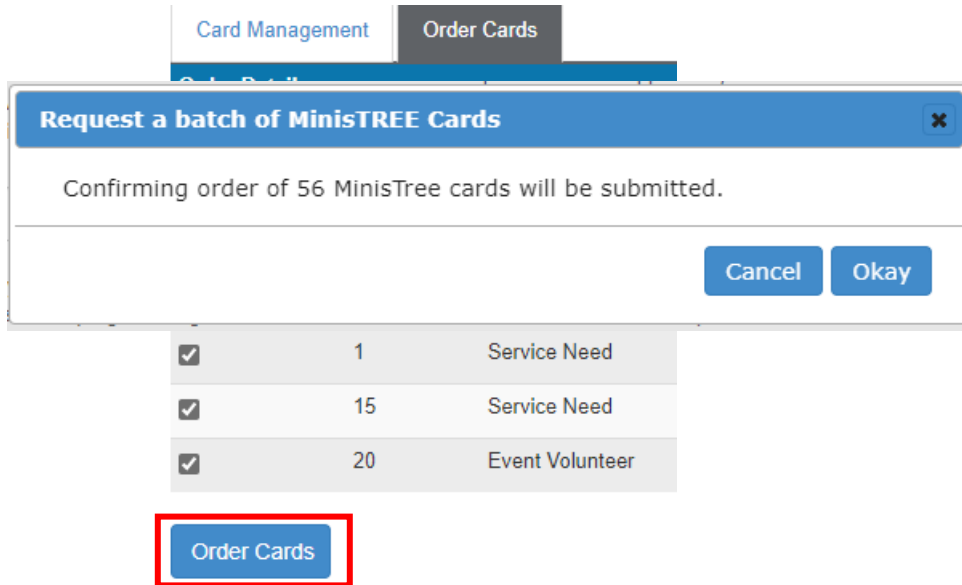 Card Management Order Cards
Request a batch of MinisTREE Cards
Confirming order of 56 MinisTree cards will be submitted.
Cancel Okay
1 Service Need
15 Service Need
20 Event Volunteer
Order Cards